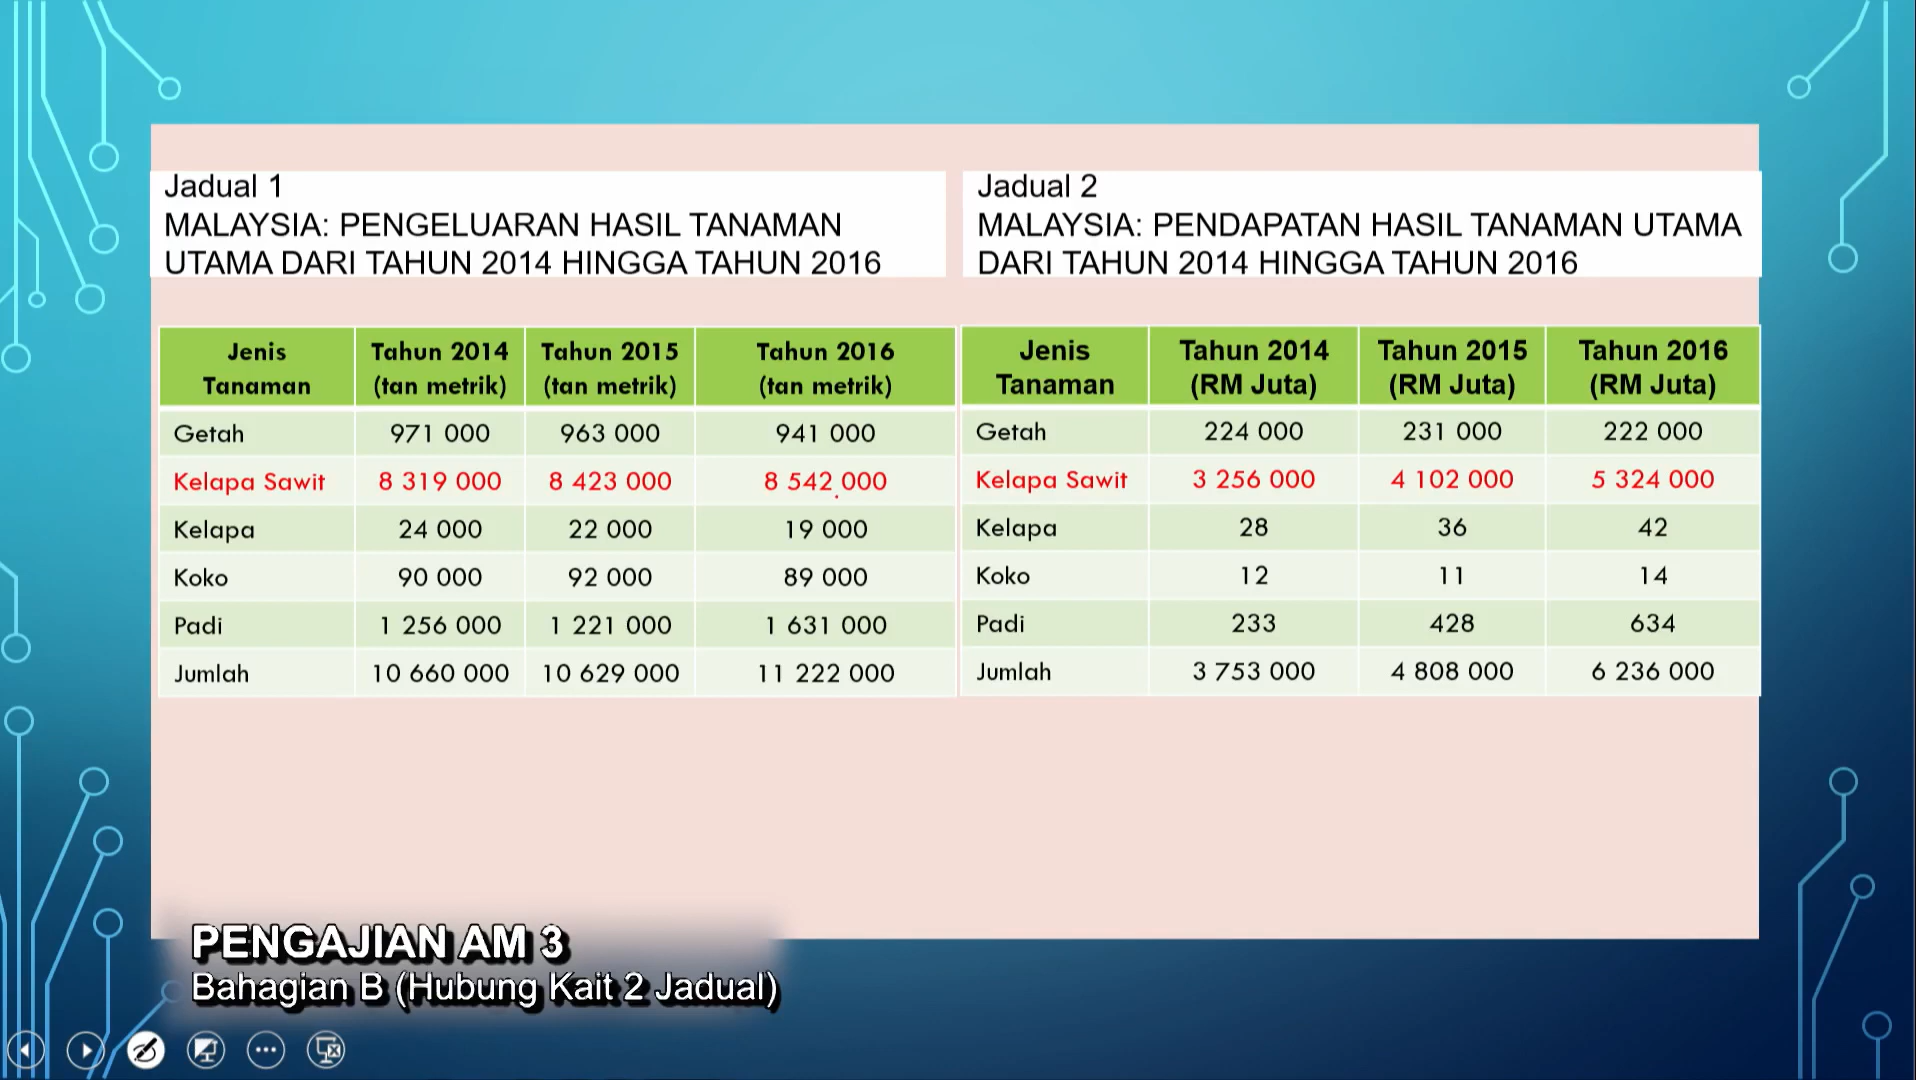 Jadual 1
MALAYSIA: PENGELUARAN HASIL TANAMAN
UTAMA DARI TAHUN 2014 HINGGA TAHUN 2016
Jenis Tanaman | Tahun 2014 (tan metrik) | Tahun 2015 (tan metrik) | Tahun 2016 (tan metrik)
Getah | 971 000 | 963 000 | 941 000
Kelapa Sawit | 8 319 000 | 8 423 000 | 8 542 000
Kelapa | 24 000 | 22 000 | 19 000
Koko | 90 000 | 92 000 | 89 000
Padi | 1 256 000 | 1 221 000 | 1 631 000
Jumlah | 10 660 000 | 10 629 000 | 11 222 000
Jadual 2
MALAYSIA: PENDAPATAN HASIL TANAMAN UTAMA
DARI TAHUN 2014 HINGGA TAHUN 2016
Jenis Tanaman | Tahun 2014 (RM Juta) | Tahun 2015 (RM Juta) | Tahun 2016 (RM Juta)
Getah | 224 000 | 231 000 | 222 000
Kelapa Sawit | 3 256 000 | 4 102 000 | 5 324 000
Kelapa | 28 | 36 | 42
Koko | 12 | 11 | 14
Padi | 233 | 428 | 634
Jumlah | 3 753 000 | 4 808 000 | 6 236 000
PENGAJIAN AM 3
Bahagian B (Hubung Kait 2 Jadual)